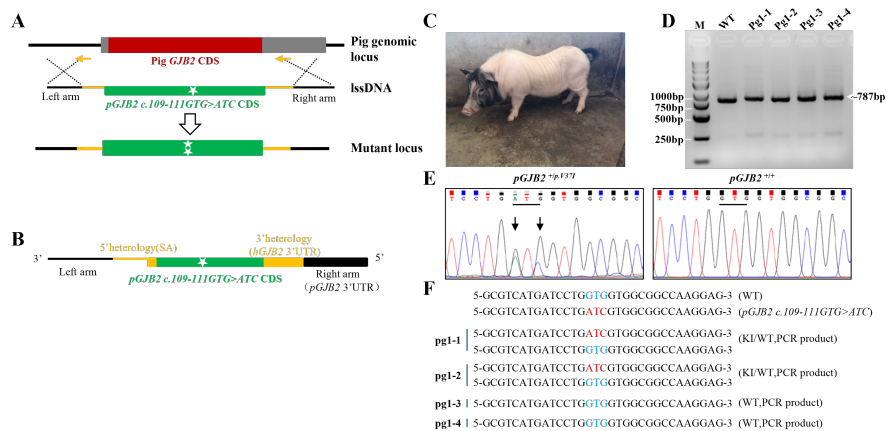 A
Pig genomic locus
Pig GJB2 CDS
Left arm
Right arm
lssDNA
pGJB2 c.109-111GTG>ATC CDS
Mutant locus
B
3'
5'heterology(SA)
3'heterology
(hGJB2 3'UTR)
5'
Left arm
pGJB2 c.109-111GTG>ATC CDS
Right arm
(pGJB2 3'UTR)
C
D
M
WT
Pg1-1
Pg1-2
Pg1-3
Pg1-4
1000bp
750bp
500bp
250bp
~787bp
E
pGJB2 +/p.V37I
T C C T G A T G G T G G C G G C
pGJB2 +/+
T C C T G G T G G T G G C G G C
F
5-GCGTCATGATCCTGGTGGTGGCGGCCAAGGAG-3 (WT)
5-GCGTCATGATCCTGATCGTGGCGGCCAAGGAG-3 (pGJB2 c.109-111GTG>ATC)
pg1-1
5-GCGTCATGATCCTGATCGTGGCGGCCAAGGAG-3 (KI/WT,PCR product)
5-GCGTCATGATCCTGGTGGTGGCGGCCAAGGAG-3
pg1-2
5-GCGTCATGATCCTGATCGTGGCGGCCAAGGAG-3 (KI/WT,PCR product)
5-GCGTCATGATCCTGGTGGTGGCGGCCAAGGAG-3
pg1-3 5-GCGTCATGATCCTGGTGGTGGCGGCCAAGGAG-3 (WT,PCR product)
pg1-4 5-GCGTCATGATCCTGGTGGTGGCGGCCAAGGAG-3 (WT,PCR product)